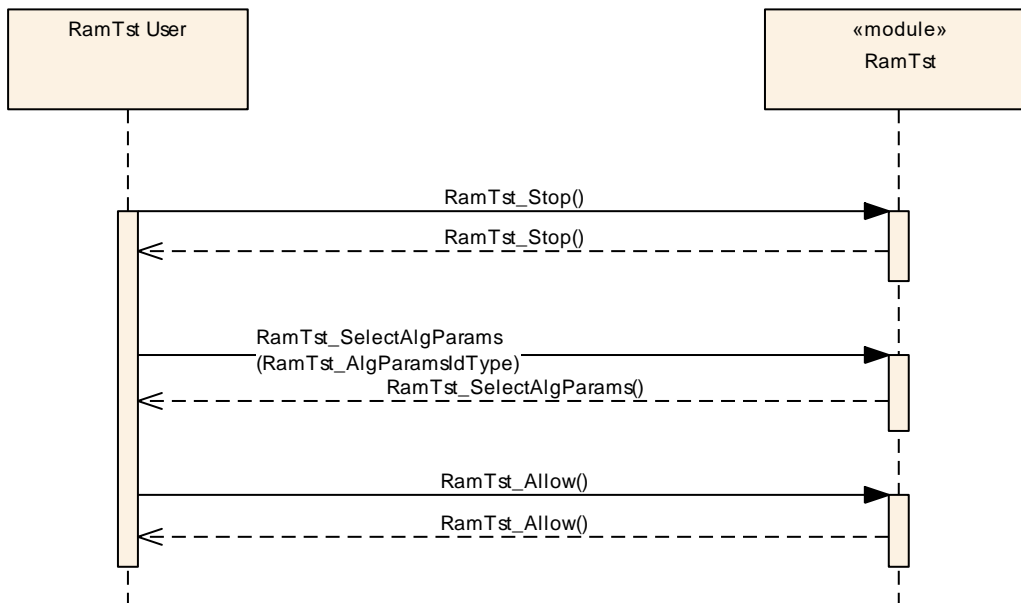 RamTst User
«module»
RamTst
RamTst_Stop()
RamTst_Stop()
RamTst_SelectAlgParams
(RamTst_AlgParamsIdType)
RamTst_SelectAlgParams()
RamTst_Allow()
RamTst_Allow()